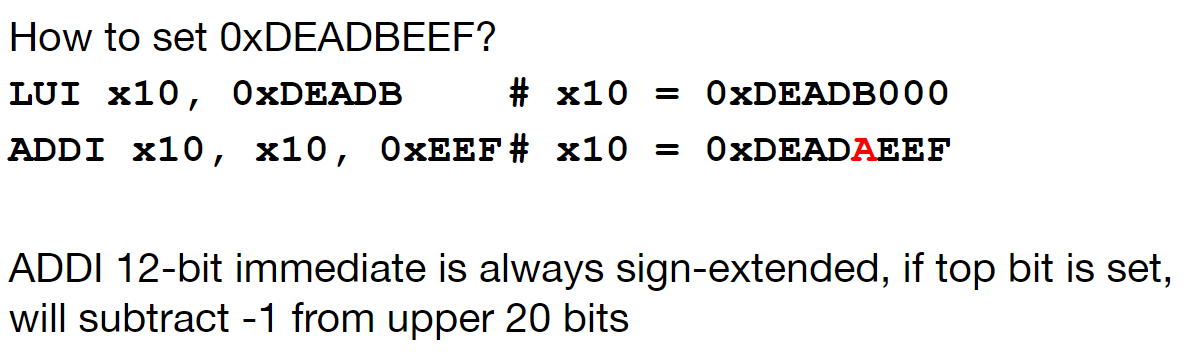 How to set 0xDEADBEEF?
LUI x10, 0xDEADB # x10 = 0xDEADB000
ADDI x10, x10, 0xEEF# x10 = 0xDEADAEEF
ADDI 12-bit immediate is always sign-extended, if top bit is set,
will subtract -1 from upper 20 bits